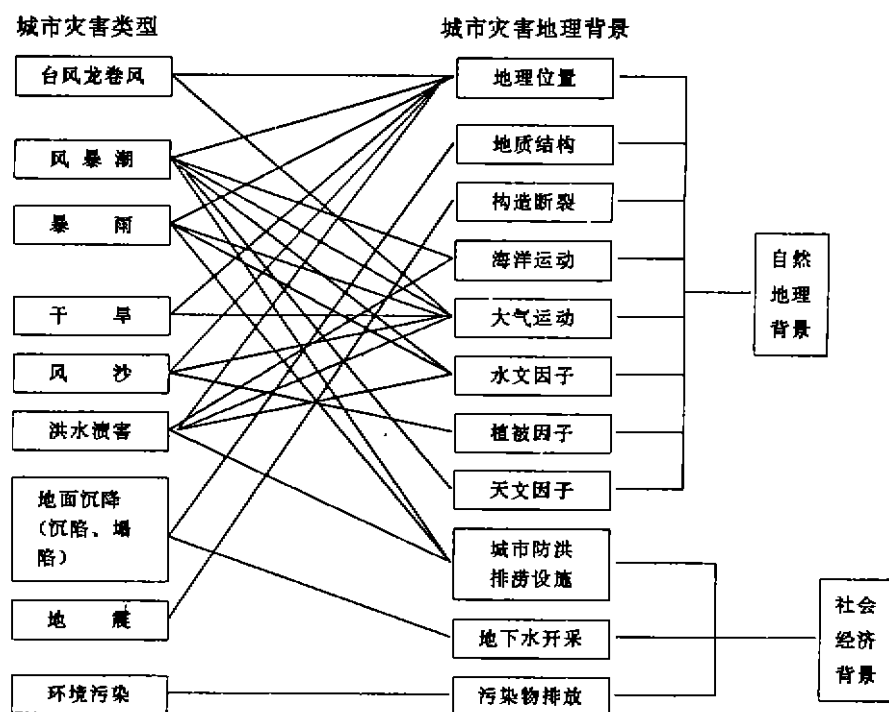 城市灾害类型
城市灾害地理背景
台风龙卷风
风暴潮
暴雨
干旱
风沙
洪水渍害
地面沉降
(沉陷、塌
陷)
地震
环境污染
地理位置
地质结构
构造断裂
海洋运动
大气运动
水文因子
植被因子
天文因子
城市防洪
排涝设施
地下水开采
污染物排放
自然
地理
背景
社会
经济
背景